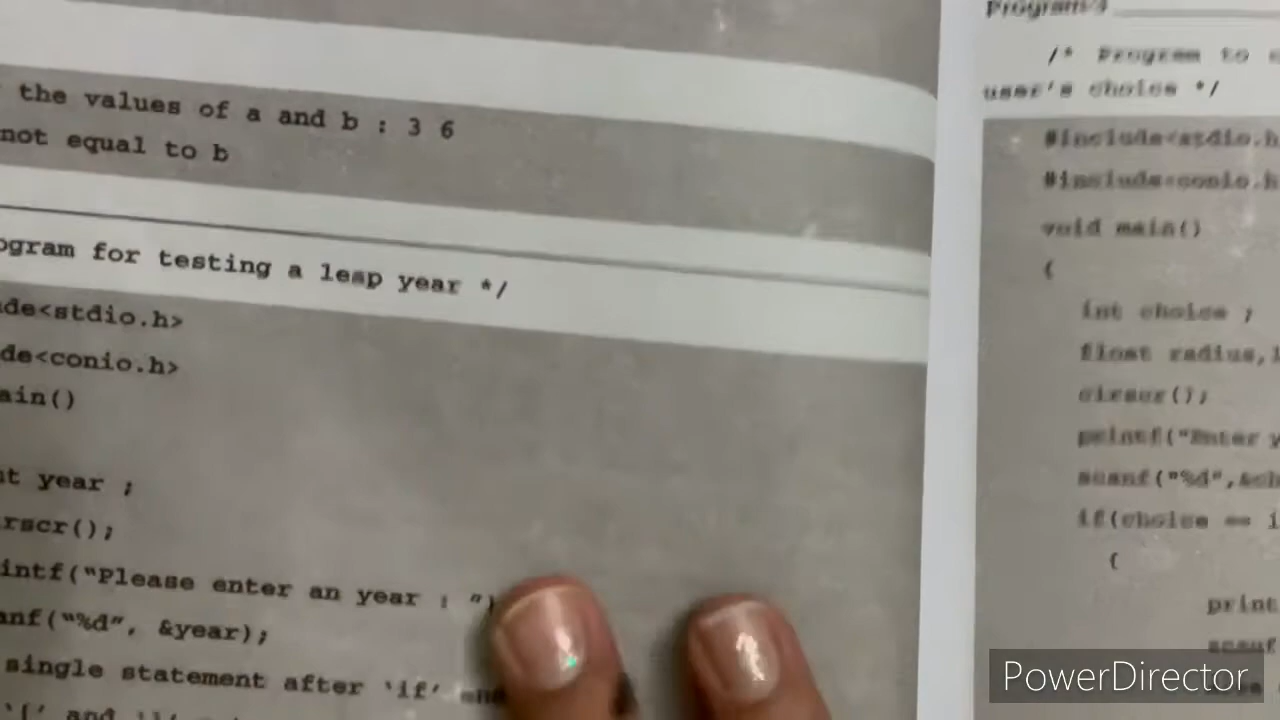 the values of a and b : 3 6
not equal to b
ogram for testing a leap year */
de<stdio.h>
de<conio.h>
ain()
t year ;
rscr();
intf("Please enter an year : ")
anf("%d", &year);
single statement after 'if'
Program
/* Program to
user's choice */
#include<stdio.h
#include<conio.h
void main()
{
int choice ;
float radius,
clrscr();
printf("Enter y
scanf("%d",&ch
if(choice == 1
{
print
scanf
PowerDirector